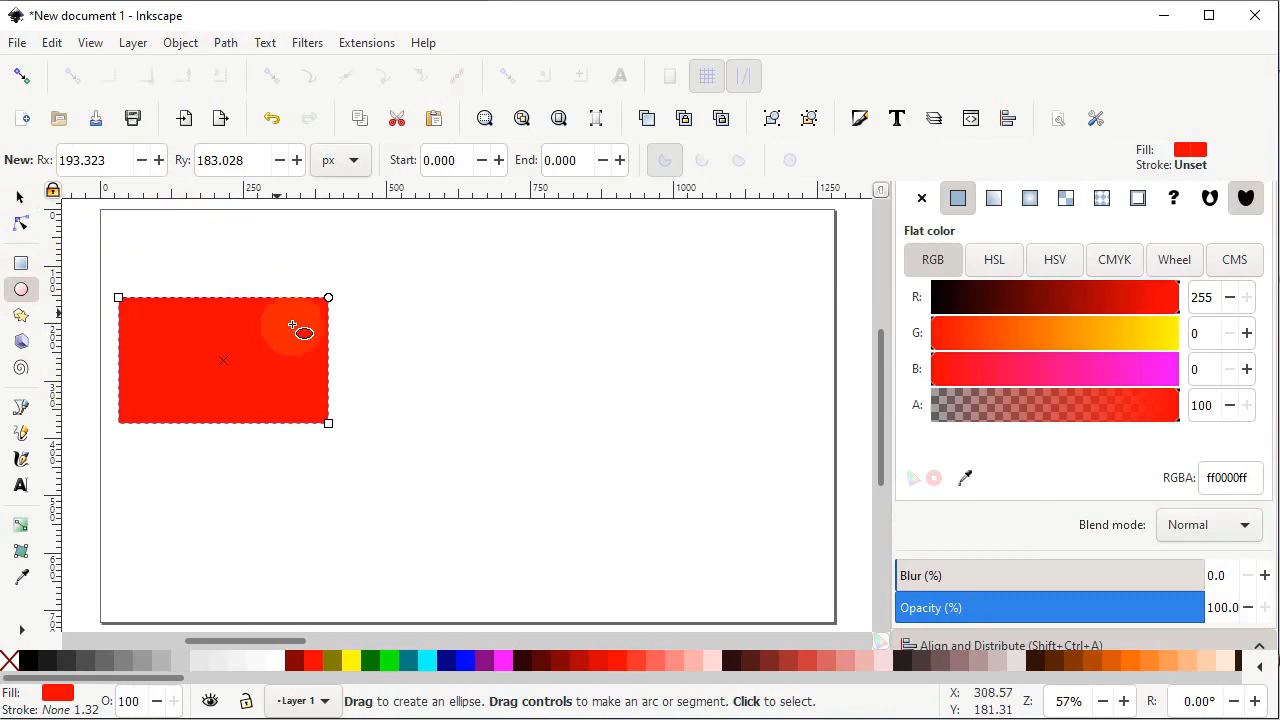 *New document 1 - Inkscape
File Edit View Layer Object Path Text Filters Extensions Help
New: Rx: 193.323 Ry: 183.028 px Start: 0.000 End: 0.000
Fill:
Stroke: Unset
0 250 500 750 1000 1250
Flat color
RGB HSL HSV CMYK Wheel CMS
R: 255
G: 0
B: 0
A: 100
RGBA: ff0000ff
Blend mode: Normal
Blur (%) 0.0
Opacity (%) 100.0
Align and Distribute (Shift+Ctrl+A)
Fill:
Stroke: None 1.32
O: 100
•Layer 1
Drag to create an ellipse. Drag controls to make an arc or segment. Click to select.
X: 308.57
Y: 181.31
Z: 57%
R: 0.00°